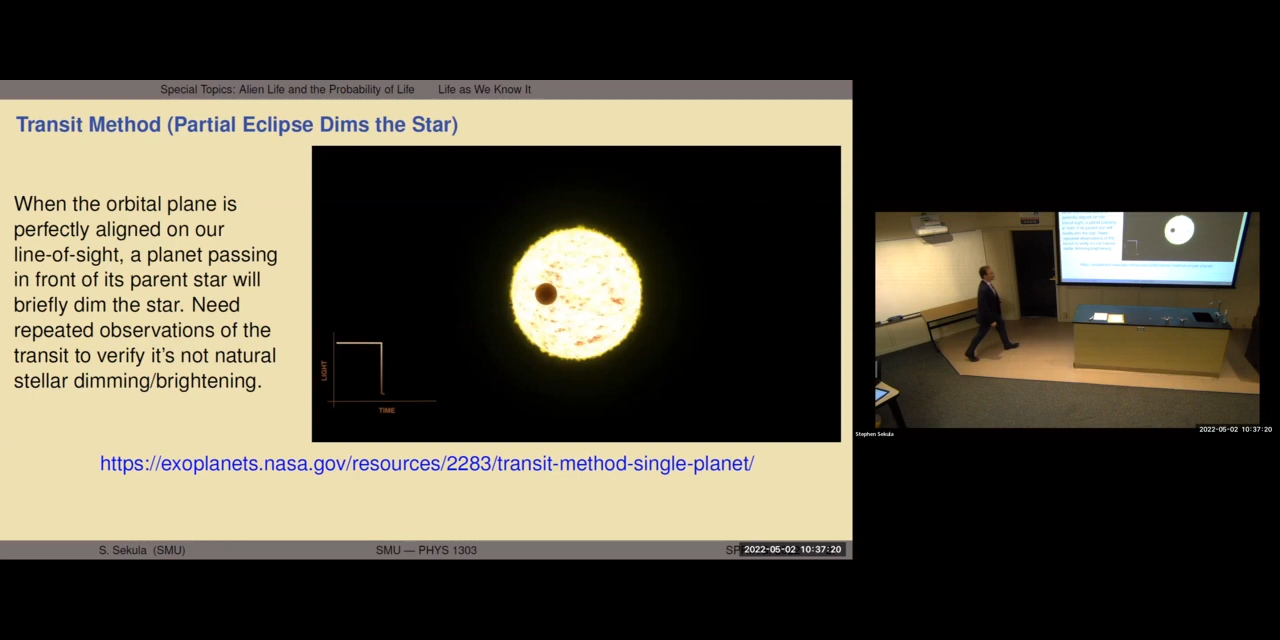 Special Topics: Alien Life and the Probability of Life Life as We Know It
Transit Method (Partial Eclipse Dims the Star)
When the orbital plane is
perfectly aligned on our
line-of-sight, a planet passing
in front of its parent star will
briefly dim the star. Need
repeated observations of the
transit to verify it's not natural
stellar dimming/brightening.
LIGHT
TIME
https://exoplanets.nasa.gov/resources/2283/transit-method-single-planet/
S. Sekula (SMU) SMU — PHYS 1303
2022-05-02 10:37:20
Stephen Sekula
2022-05-02 10:37:20